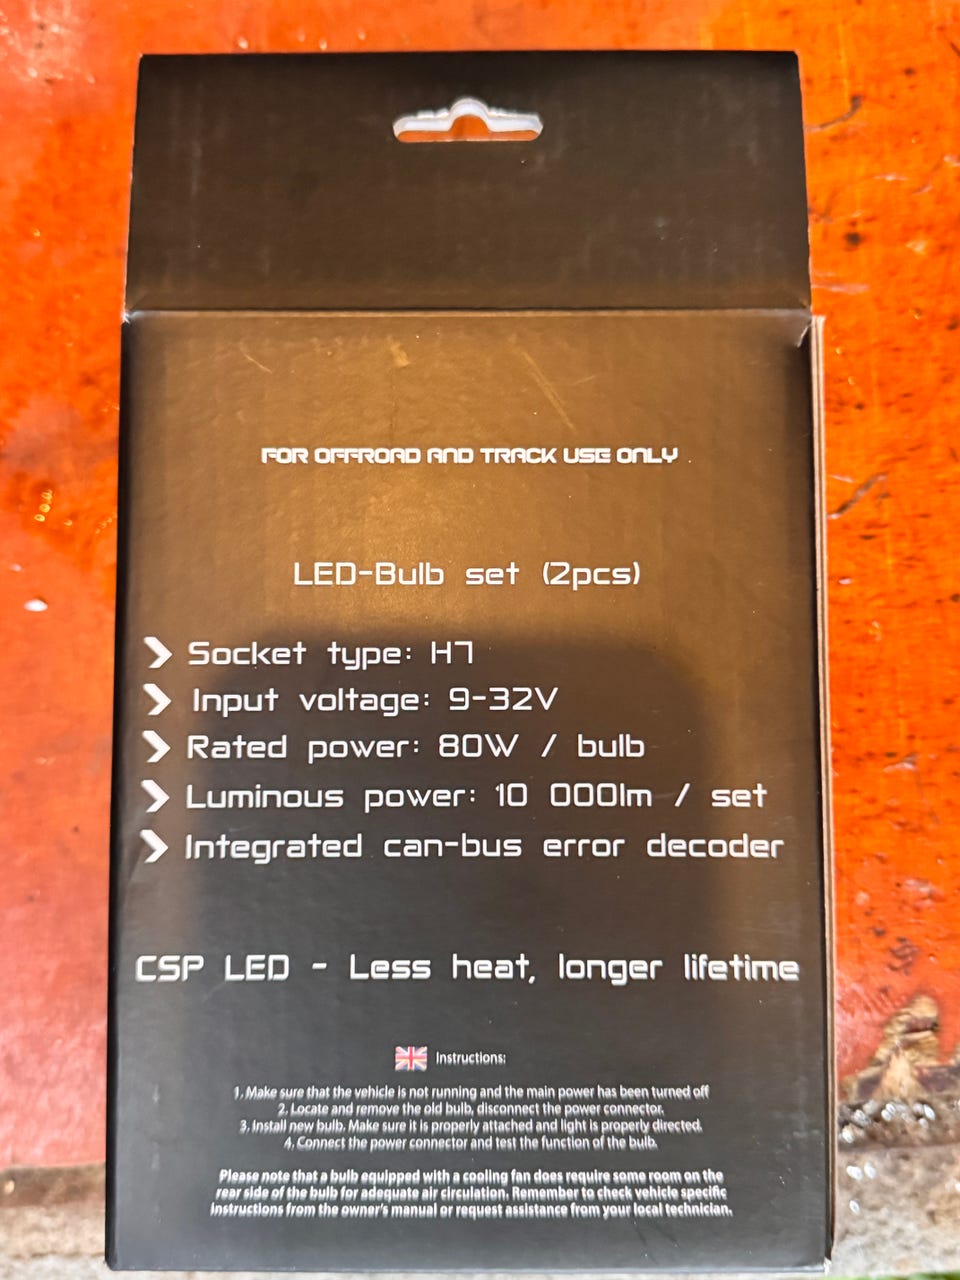 FOR OFFROAD AND TRACK USE ONLY
LED-Bulb set (2pcs)
Socket type: H7
Input voltage: 9-32V
Rated power: 80W / bulb
Luminous power: 10 000lm / set
Integrated can-bus error decoder
CSP LED - Less heat, longer lifetime
Instructions:
1. Make sure that the vehicle is not running and the main power has been turned off
2. Locate and remove the old bulb, disconnect the power connector.
3. Install new bulb. Make sure it is properly attached and light is properly directed.
4. Connect the power connector and test the function of the bulb.
Please note that a bulb equipped with a cooling fan does require some room on the
rear side of the bulb for adequate air circulation. Remember to check vehicle specific
instructions from the owner's manual or request assistance from your local technician.